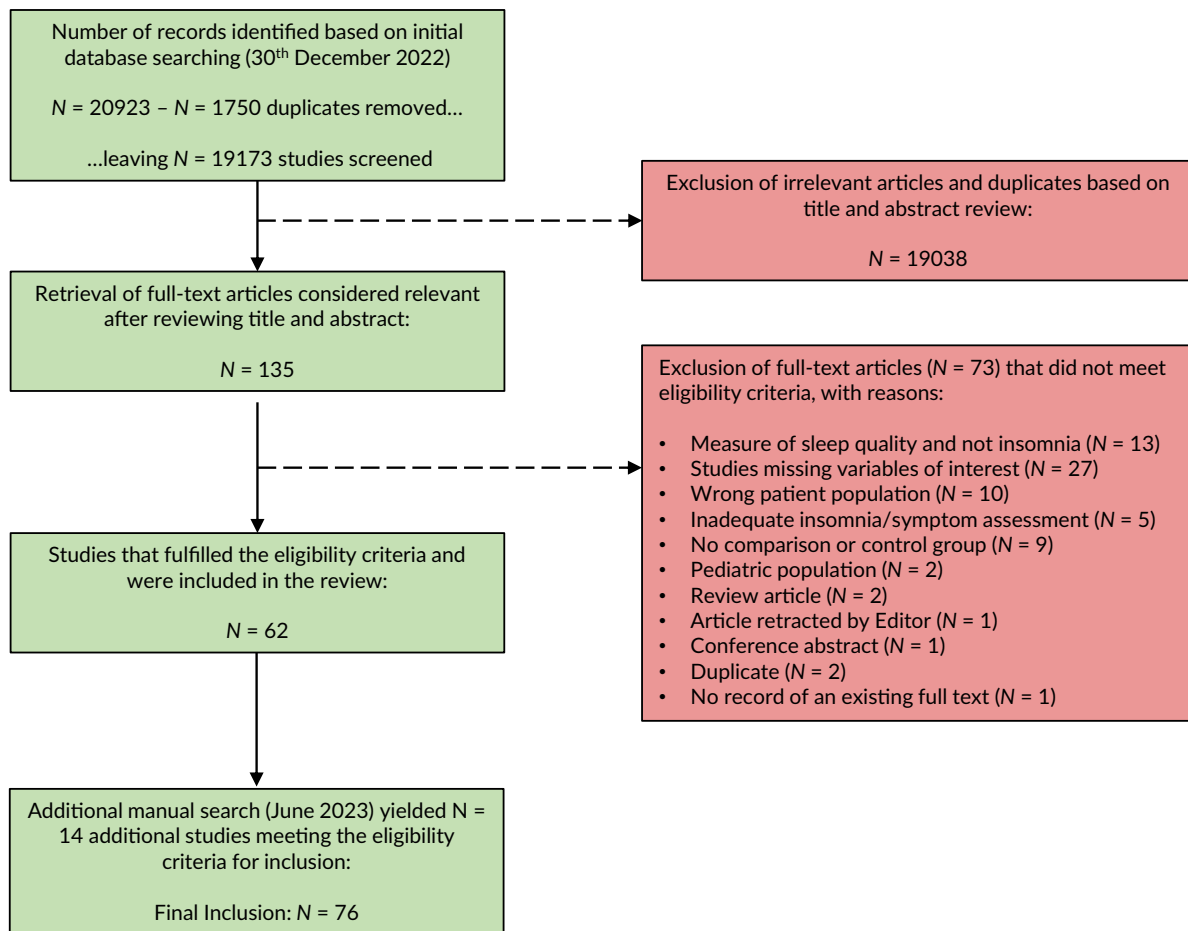 Number of records identified based on initial
database searching (30th December 2022)
N = 20923 – N = 1750 duplicates removed...
...leaving N = 19173 studies screened
Exclusion of irrelevant articles and duplicates based on
title and abstract review:
N = 19038
Retrieval of full-text articles considered relevant
after reviewing title and abstract:
N = 135
Exclusion of full-text articles (N = 73) that did not meet
eligibility criteria, with reasons:
• Measure of sleep quality and not insomnia (N = 13)
• Studies missing variables of interest (N = 27)
• Wrong patient population (N = 10)
• Inadequate insomnia/symptom assessment (N = 5)
• No comparison or control group (N = 9)
• Pediatric population (N = 2)
• Review article (N = 2)
• Article retracted by Editor (N = 1)
• Conference abstract (N = 1)
• Duplicate (N = 2)
• No record of an existing full text (N = 1)
Studies that fulfilled the eligibility criteria and
were included in the review:
N = 62
Additional manual search (June 2023) yielded N =
14 additional studies meeting the eligibility
criteria for inclusion:
Final Inclusion: N = 76